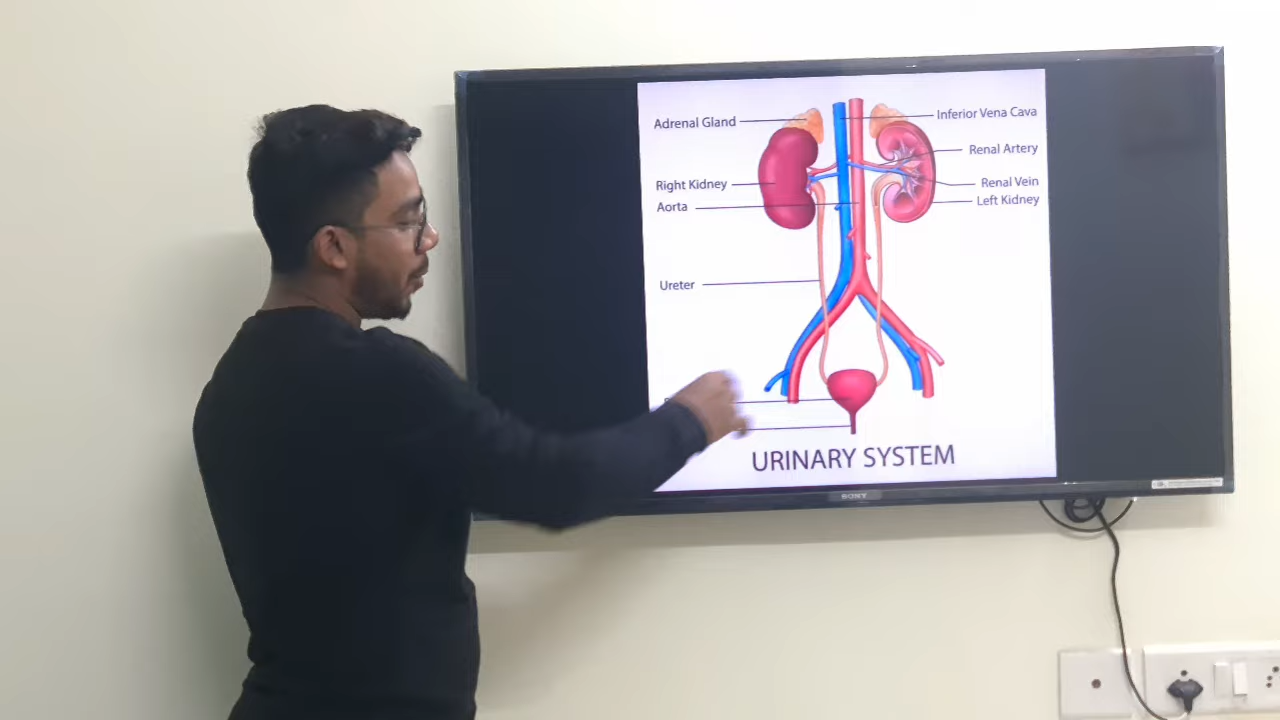 Adrenal Gland
Inferior Vena Cava
Renal Artery
Right Kidney
Renal Vein
Aorta
Left Kidney
Ureter
URINARY SYSTEM
SONY